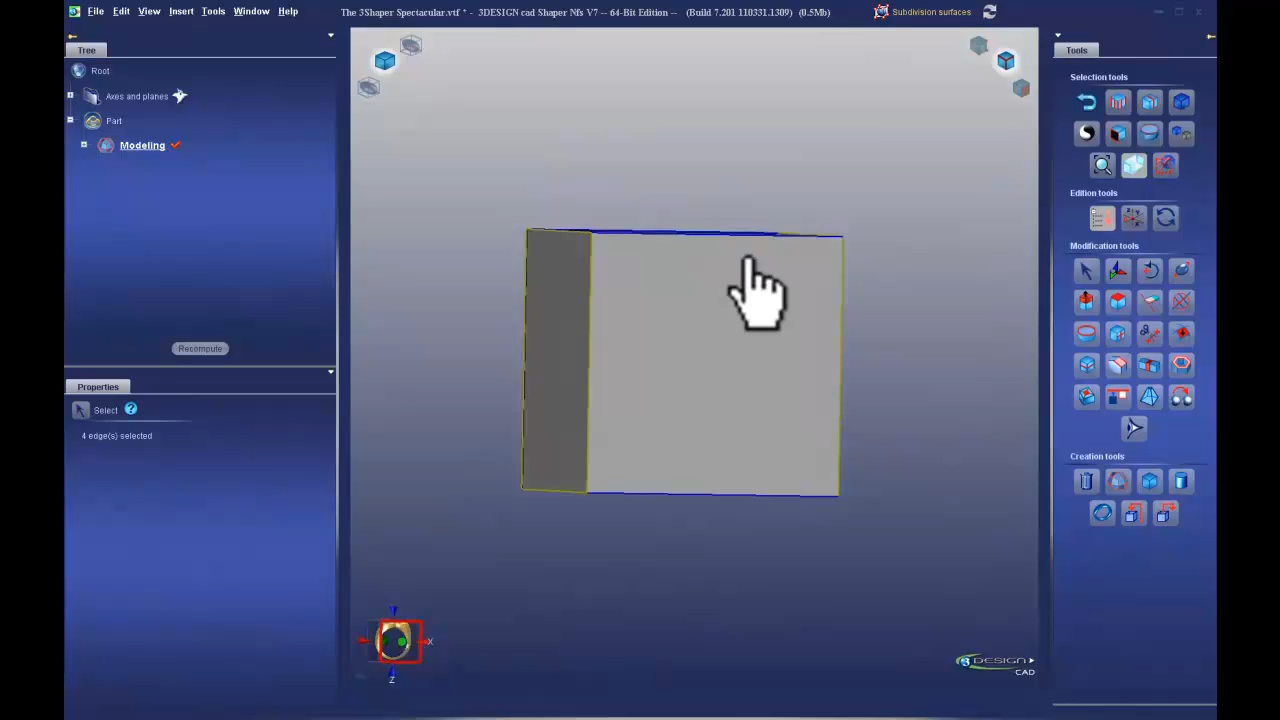 File Edit View Insert Tools Window Help
The 3Shaper Spectacular.vtf * - 3DESIGN cad Shaper Nfs V7 -- 64-Bit Edition -- (Build 7.201 110331.1309) (0.5Mb)
Subdivision surfaces
Tree
Root
Axes and planes
Part
Modeling
Recompute
Properties
Select
4 edge(s) selected
X
Z
3DESIGN
CAD
Tools
Selection tools
Edition tools
Modification tools
Creation tools